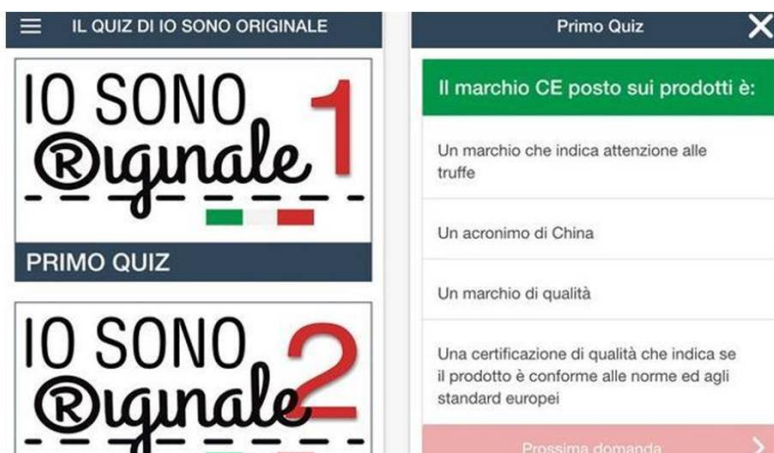 IL QUIZ DI IO SONO ORIGINALE
IO SONO
®iginale
1
PRIMO QUIZ
IO SONO
®iginale
2
Primo Quiz
Il marchio CE posto sui prodotti è:
Un marchio che indica attenzione alle
truffe
Un acronimo di China
Un marchio di qualità
Una certificazione di qualità che indica se
il prodotto è conforme alle norme ed agli
standard europei
Prossima domanda